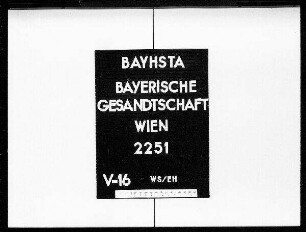 BAYHSTA
BAYERISCHE
GESANDTSCHAFT
WIEN
2251
V-16 WS/EH